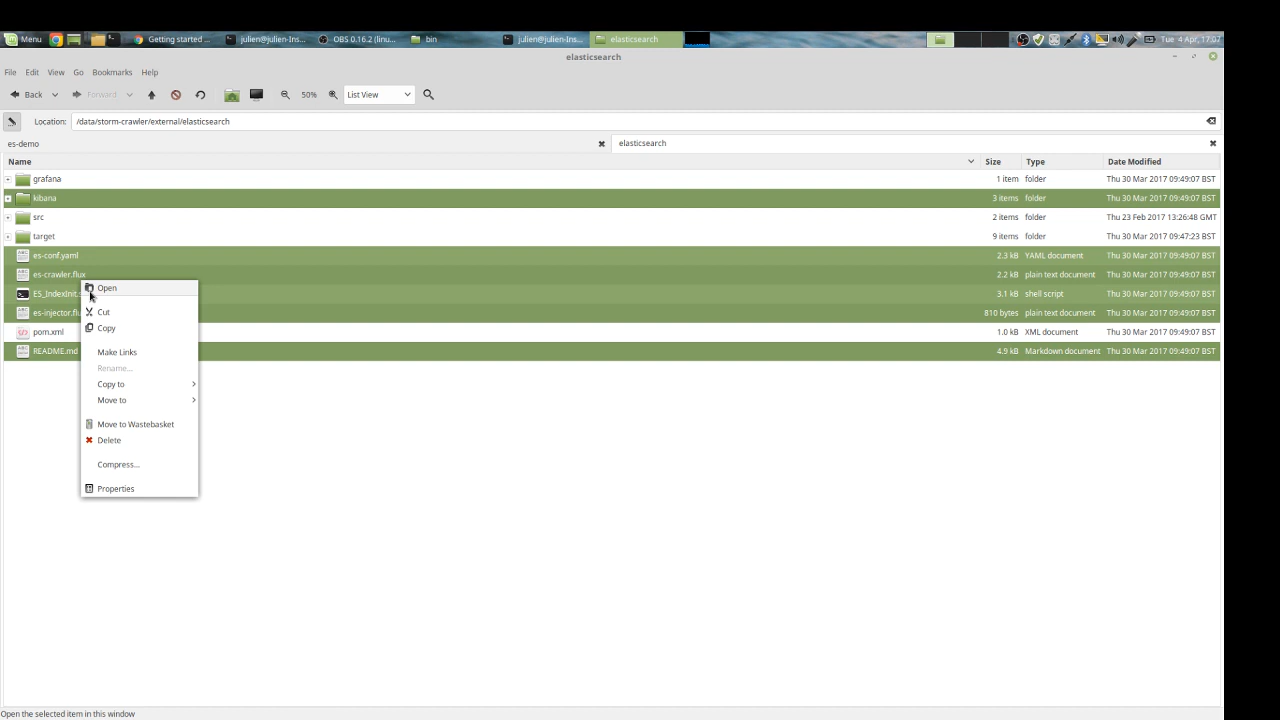 Menu Getting started ... julien@julien-Ins... OBS 0.16.2 (linu... bin julien@julien-Ins... elasticsearch Tue 4 Apr, 17:07
elasticsearch
File Edit View Go Bookmarks Help
Back Forward 50% List View
Location: /data/storm-crawler/external/elasticsearch
es-demo elasticsearch
Name Size Type Date Modified
grafana 1 item folder Thu 30 Mar 2017 09:49:07 BST
kibana 3 items folder Thu 30 Mar 2017 09:49:07 BST
src 2 items folder Thu 23 Feb 2017 13:26:48 GMT
target 9 items folder Thu 30 Mar 2017 09:47:23 BST
es-conf.yaml 2.3 kB YAML document Thu 30 Mar 2017 09:49:07 BST
es-crawler.flux 2.2 kB plain text document Thu 30 Mar 2017 09:49:07 BST
ES_IndexInit.s 3.1 kB shell script Thu 30 Mar 2017 09:49:07 BST
es-injector.flu 810 bytes plain text document Thu 30 Mar 2017 09:49:07 BST
pom.xml 1.0 kB XML document Thu 30 Mar 2017 09:49:07 BST
README.md 4.9 kB Markdown document Thu 30 Mar 2017 09:49:07 BST
Open
Cut
Copy
Make Links
Rename...
Copy to
Move to
Move to Wastebasket
Delete
Compress...
Properties
Open the selected item in this window